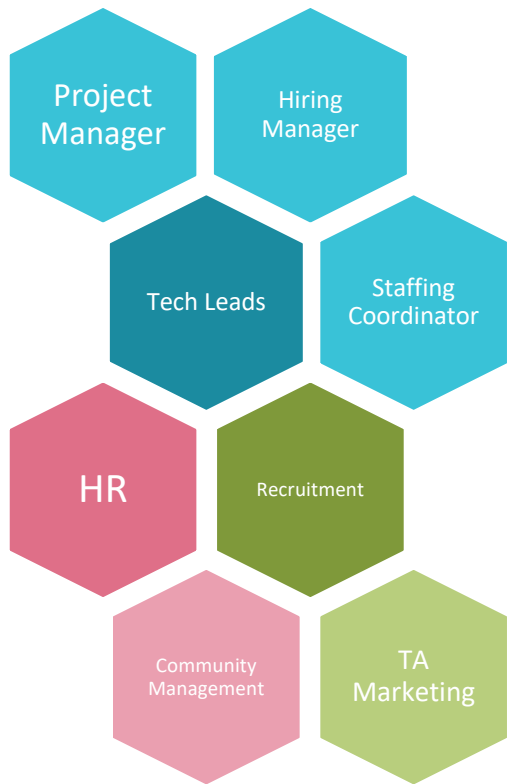 Project
Manager
Hiring
Manager
Tech Leads
Staffing
Coordinator
HR
Recruitment
Community
Management
TA
Marketing